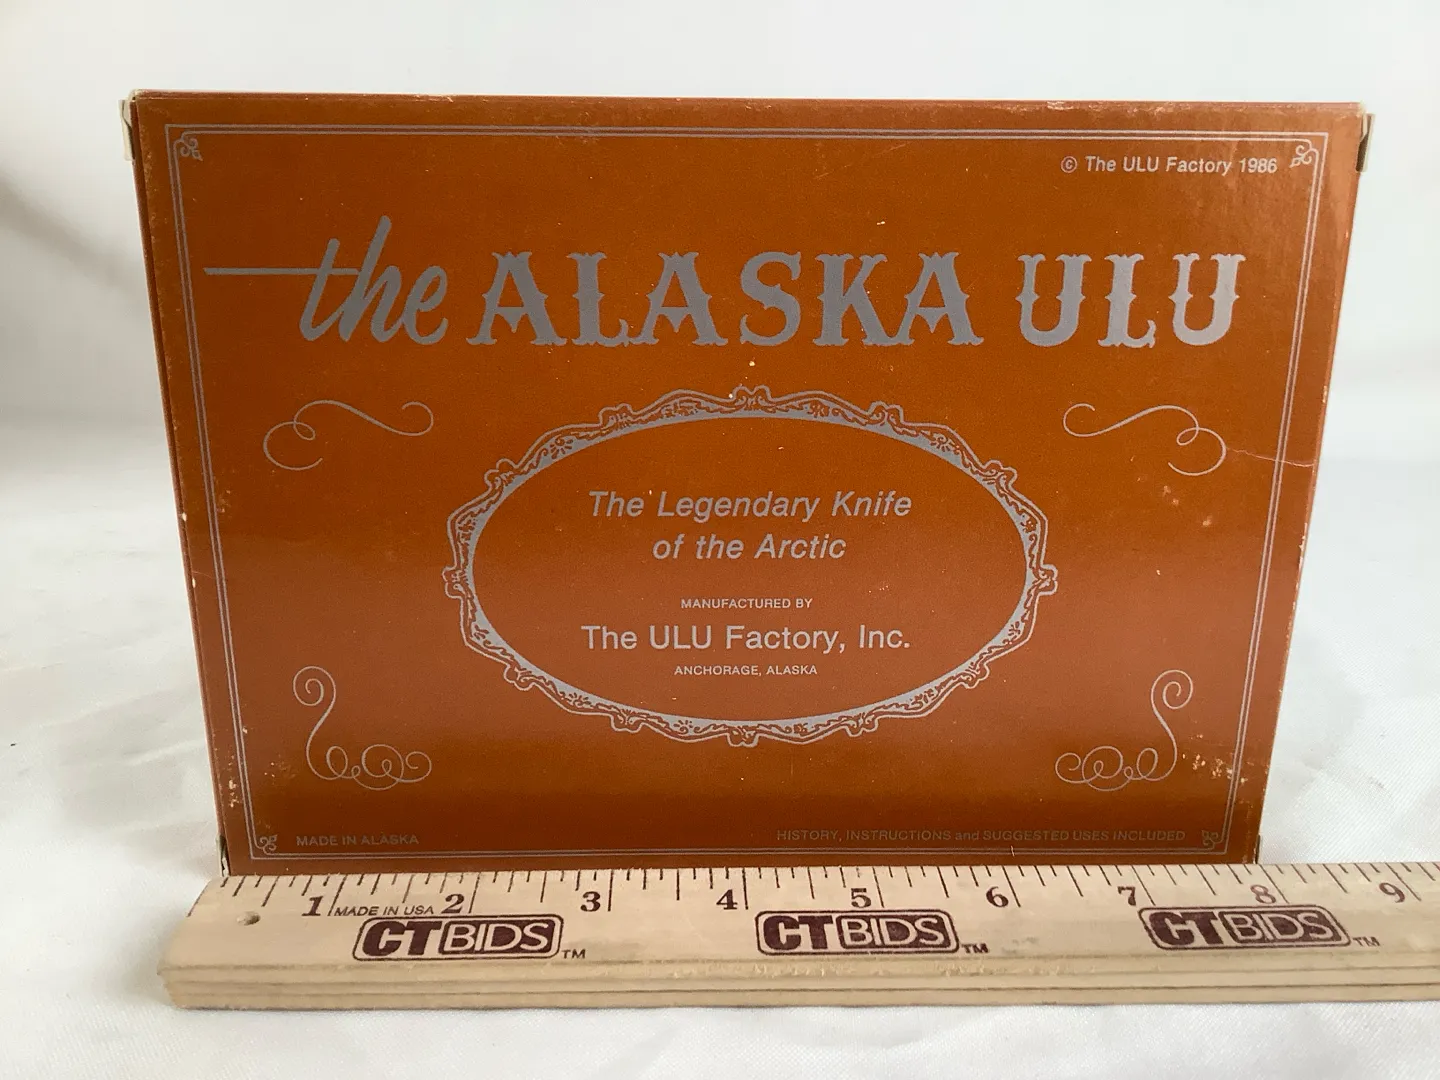 © The ULU Factory 1986
the ALASKA ULU
The Legendary Knife
of the Arctic
MANUFACTURED BY
The ULU Factory, Inc.
ANCHORAGE, ALASKA
MADE IN ALASKA
HISTORY, INSTRUCTIONS and SUGGESTED USES INCLUDED
1 MADE IN USA 2 3 4 5 6 7 8 9
CTBIDS™ CTBIDS™ CTBIDS™